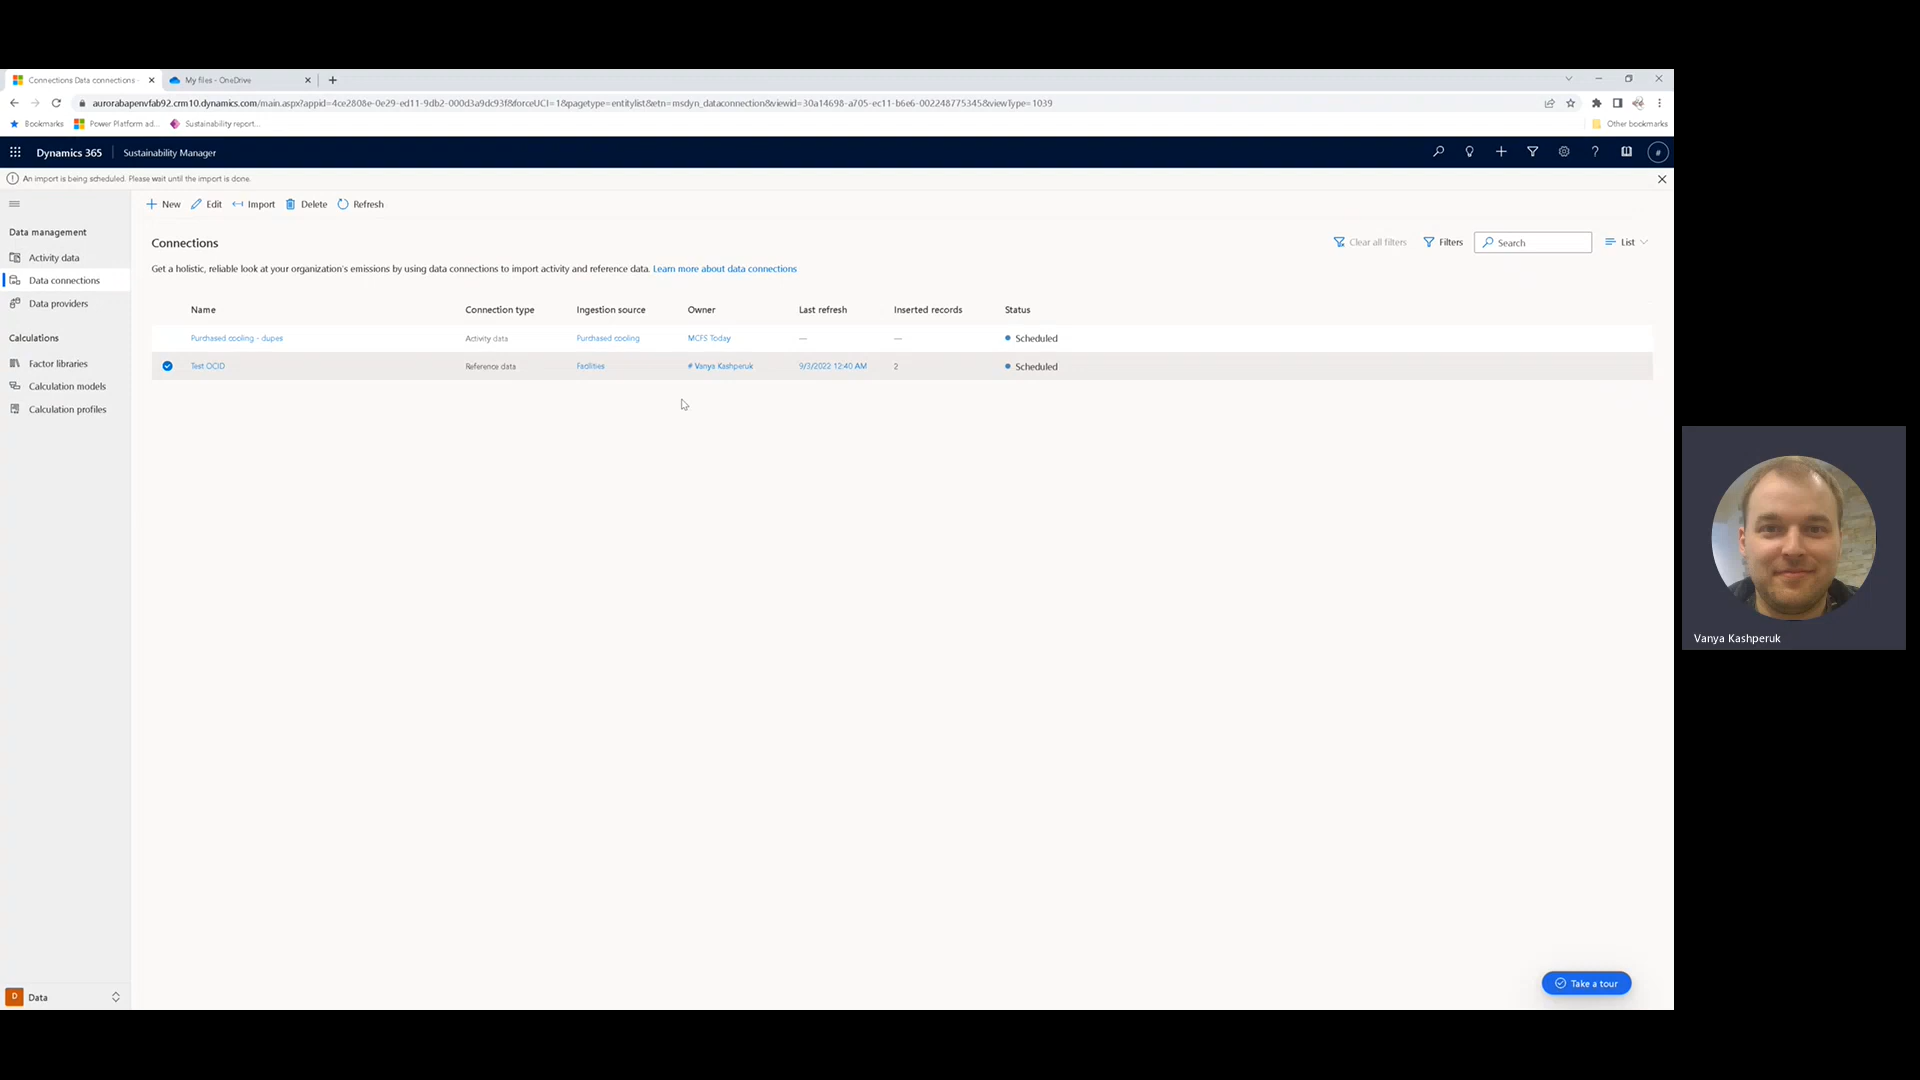 Connections Data connections -
My files - OneDrive
aurorabapenvfab92.crm10.dynamics.com/main.aspx?appid=4ce2808e-0e29-ed11-9db2-000d3a9dc93f&forceUCI=1&pagetype=entitylist&etn=msdyn_dataconnection&viewid=30a14698-a705-ec11-b6e6-002248775345&viewType=1039
Bookmarks
Power Platform ad...
Sustainability report...
Other bookmarks
Dynamics 365
Sustainability Manager
#
An import is being scheduled. Please wait until the import is done.
New
Edit
Import
Delete
Refresh
Data management
Activity data
Data connections
Data providers
Calculations
Factor libraries
Calculation models
Calculation profiles
Connections
Clear all filters
Filters
Search
List
Get a holistic, reliable look at your organization's emissions by using data connections to import activity and reference data. Learn more about data connections
Name Connection type Ingestion source Owner Last refresh Inserted records Status
Purchased cooling - dupes Activity data Purchased cooling MCFS Today --- --- Scheduled
Test OCID Reference data Facilities # Vanya Kashperuk 9/3/2022 12:40 AM 2 Scheduled
Vanya Kashperuk
Take a tour
D Data